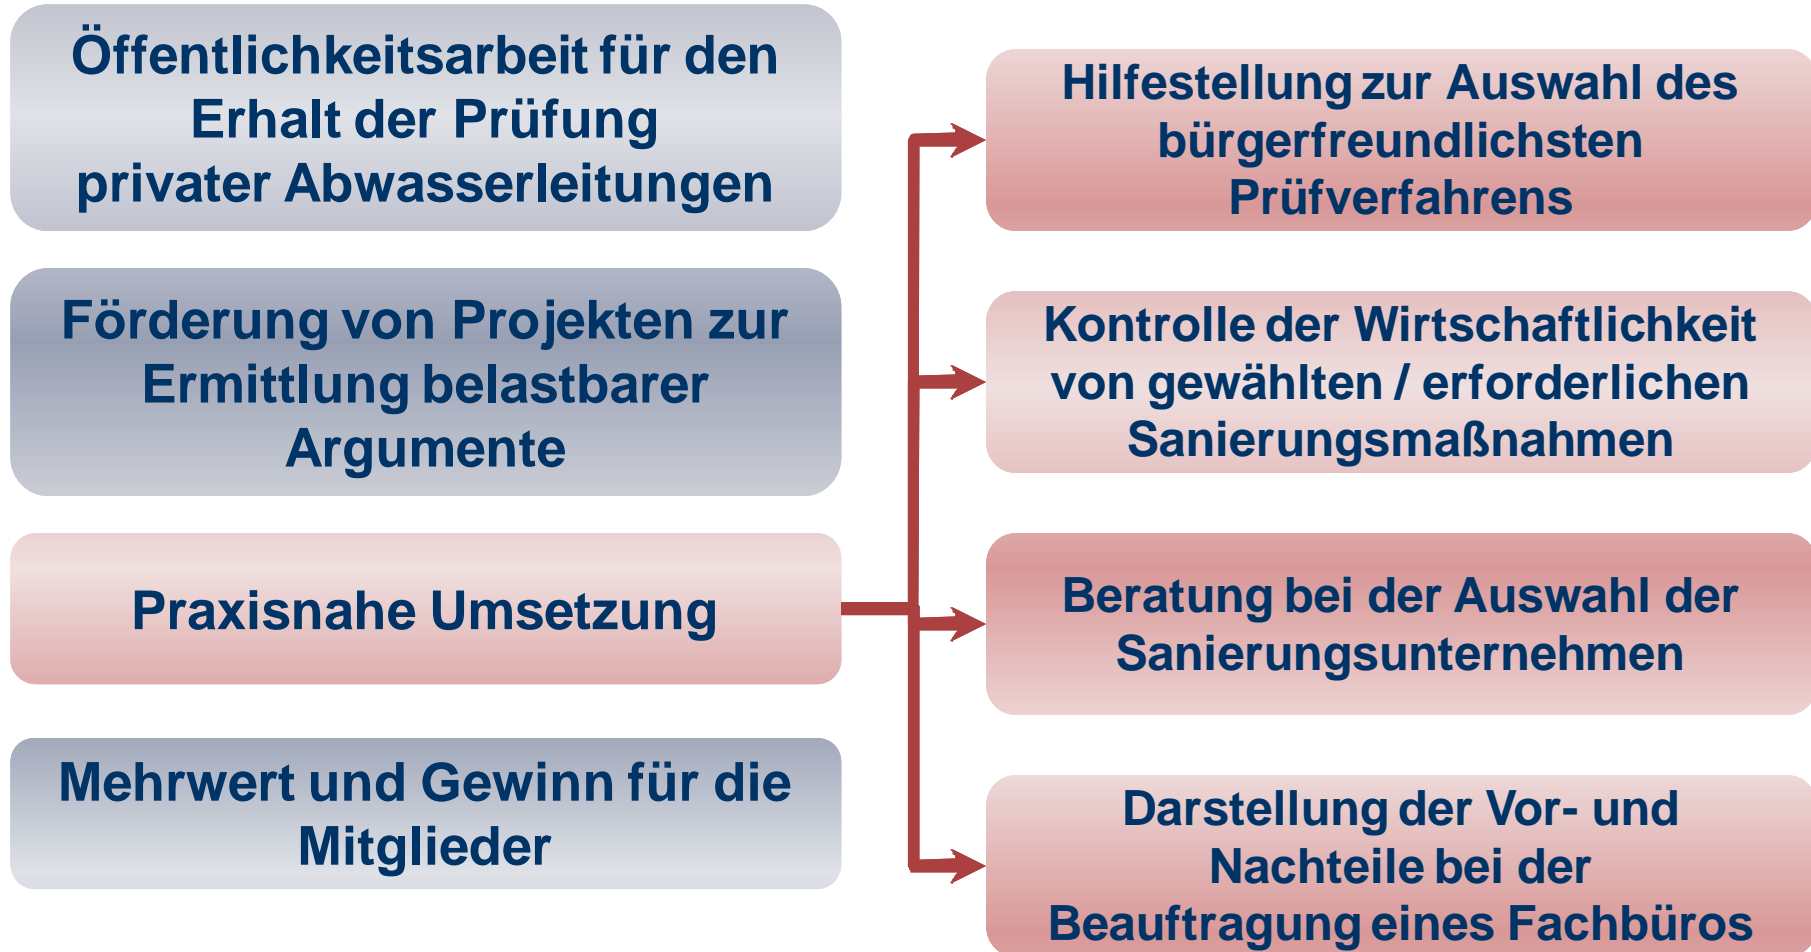 Öffentlichkeitsarbeit für den
Erhalt der Prüfung
privater Abwasserleitungen
Förderung von Projekten zur
Ermittlung belastbarer
Argumente
Praxisnahe Umsetzung
Mehrwert und Gewinn für die
Mitglieder
Hilfestellung zur Auswahl des
bürgerfreundlichsten
Prüfverfahrens
Kontrolle der Wirtschaftlichkeit
von gewählten / erforderlichen
Sanierungsmaßnahmen
Beratung bei der Auswahl der
Sanierungsunternehmen
Darstellung der Vor- und
Nachteile bei der
Beauftragung eines Fachbüros